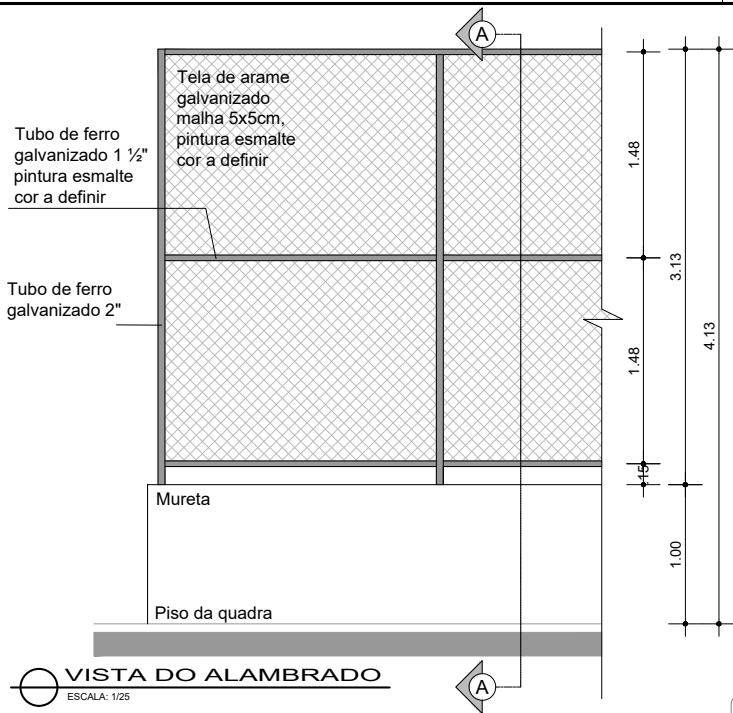 A
Tela de arame
galvanizado
malha 5x5cm,
pintura esmalte
cor a definir
Tubo de ferro
galvanizado 1 ½"
pintura esmalte
cor a definir
Tubo de ferro
galvanizado 2"
1.48
1.48
.15
3.13
1.00
4.13
Mureta
Piso da quadra
VISTA DO ALAMBRADO
ESCALA: 1/25
A